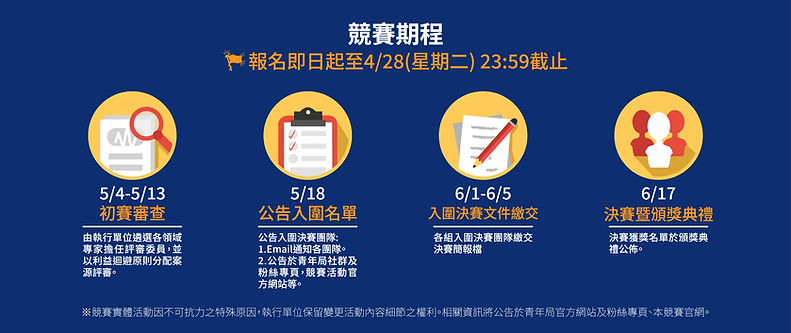 競賽期程
報名即日起至4/28(星期二) 23:59截止
5/4-5/13
初賽審查
由執行單位遴選各領域
專家擔任評審委員，並
以利益迴避原則分配案
源評審。
5/18
公告入圍名單
公告入圍決賽團隊:
1.Email通知各團隊。
2.公告於青年局社群及
粉絲專頁，競賽活動官
方網站等。
6/1-6/5
入圍決賽文件繳交
各組入圍決賽團隊繳交
決賽簡報檔
6/17
決賽暨頒獎典禮
決賽獲獎名單於頒獎典
禮公佈。
※競賽實體活動因不可抗力之特殊原因，執行單位保留變更活動內容細節之權利。相關資訊將公告於青年局官方網站及粉絲專頁、本競賽官網。